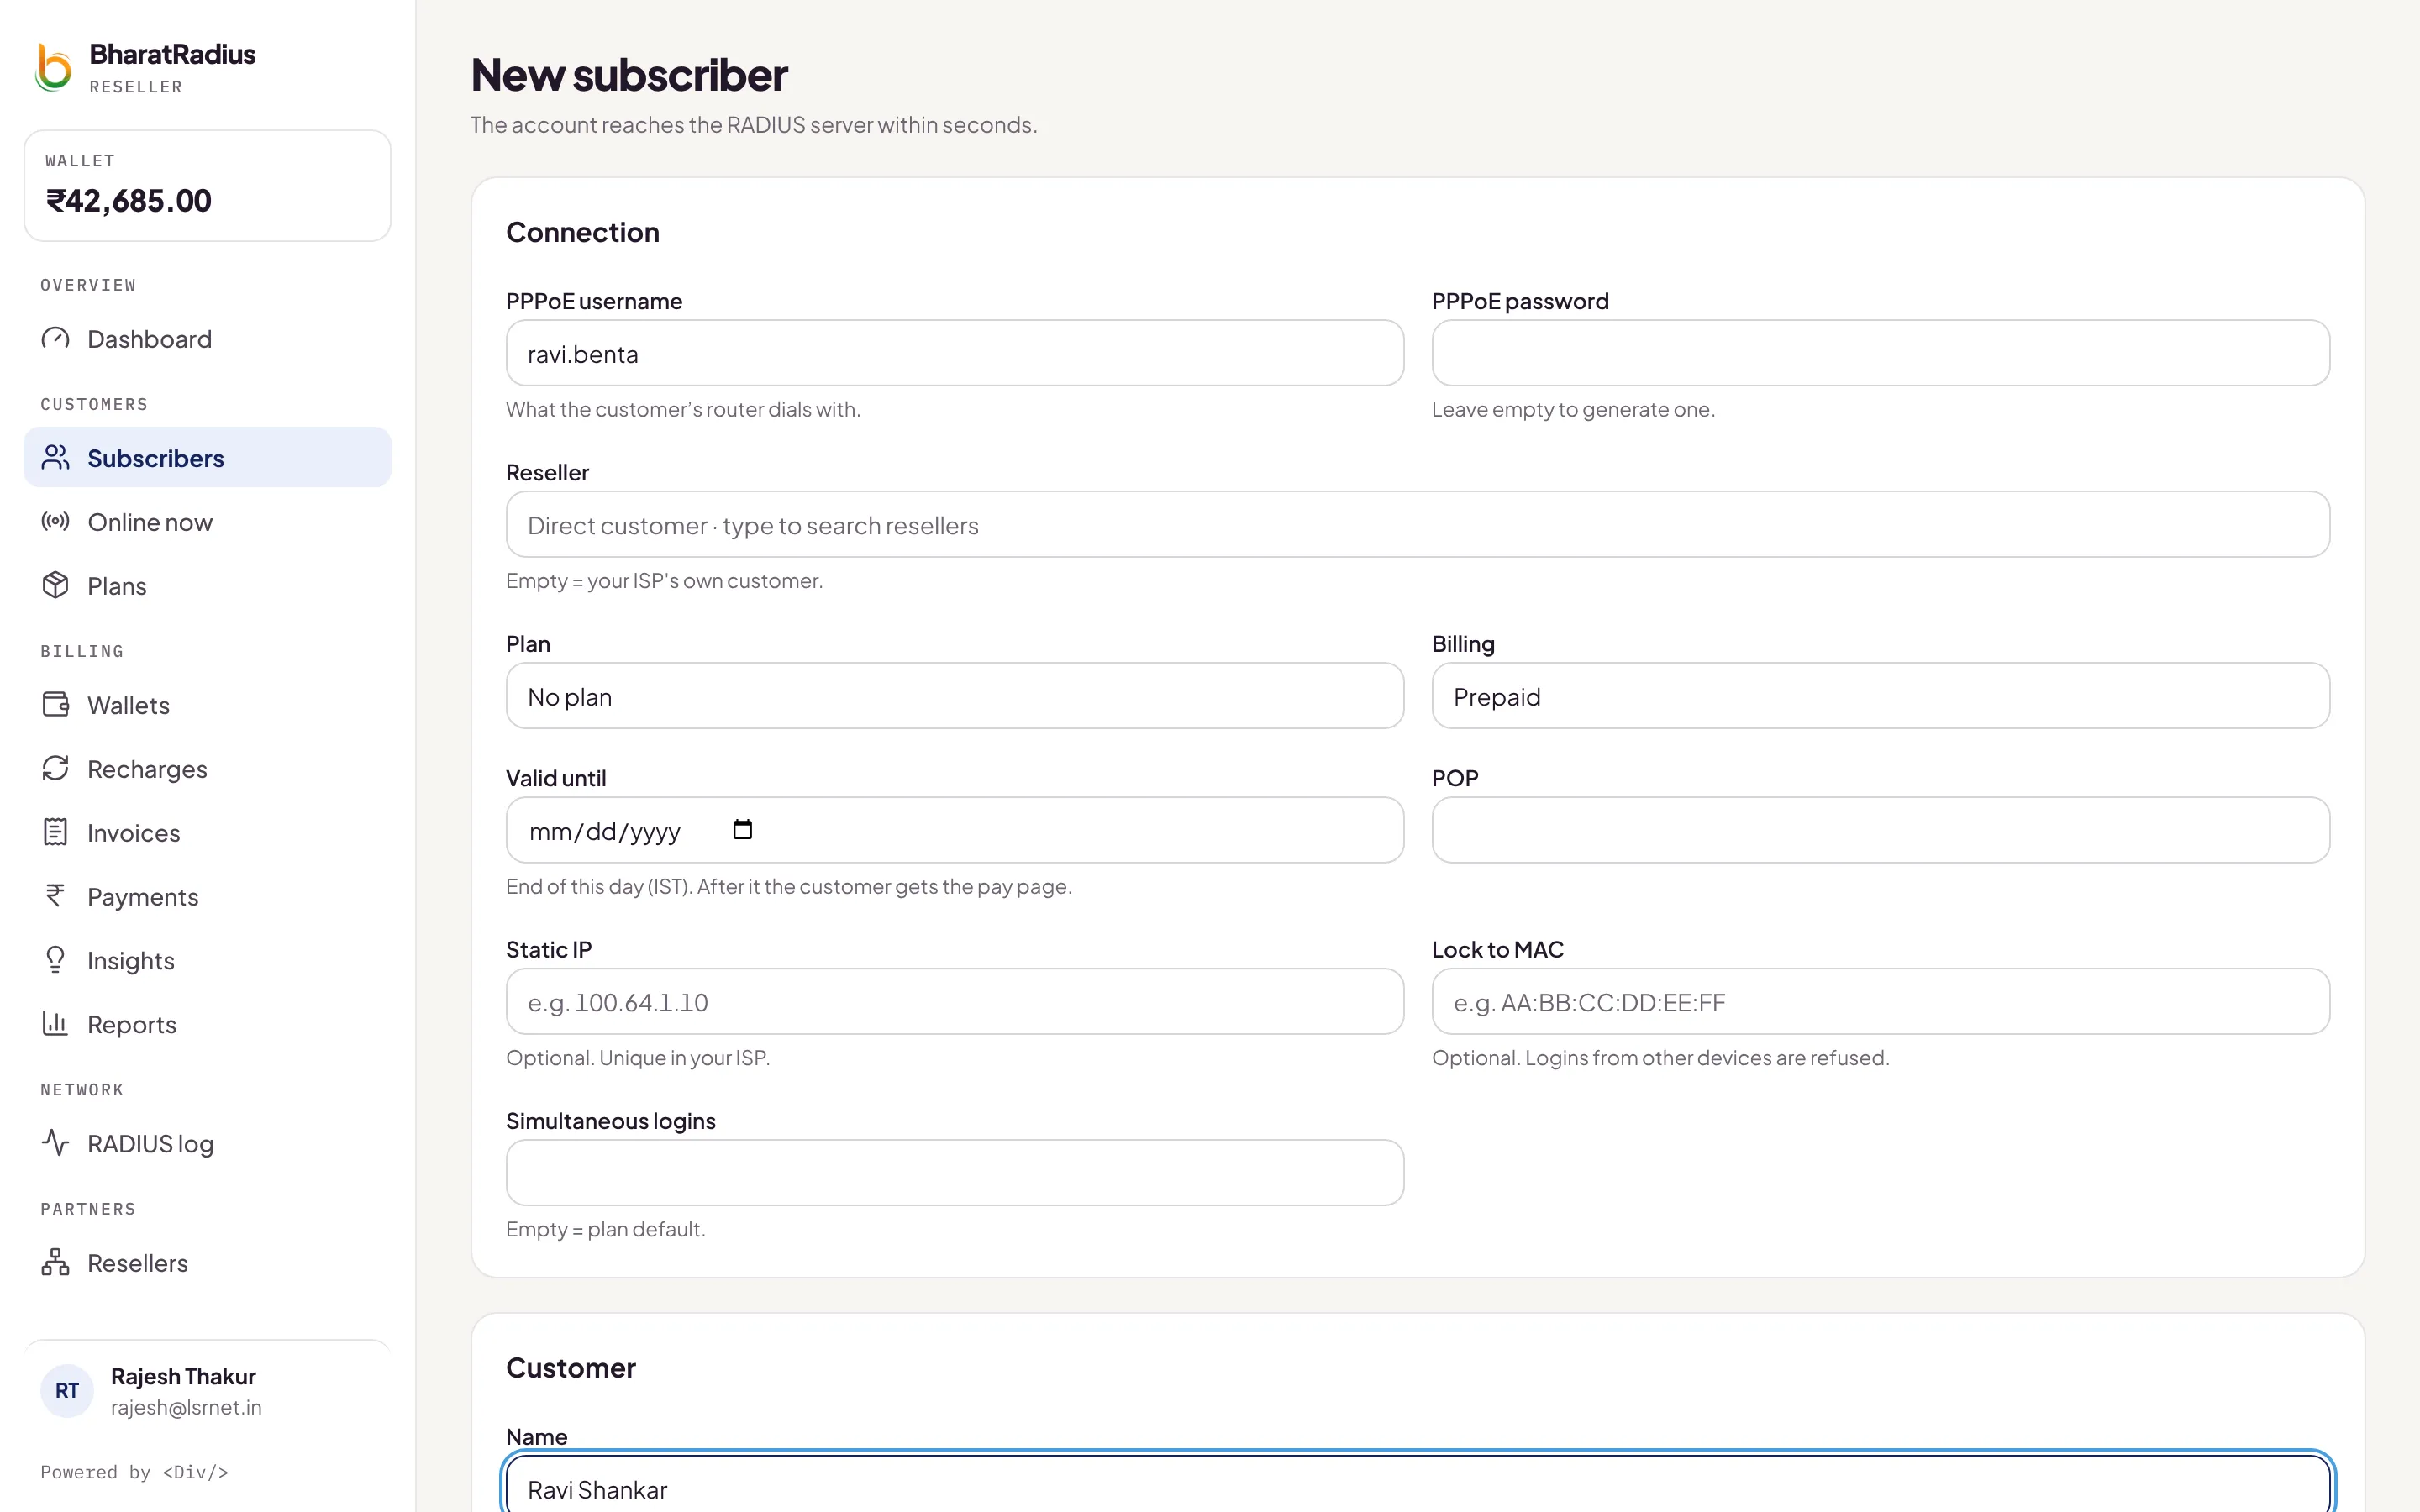 BharatRadius
RESELLER
WALLET
₹42,685.00
OVERVIEW
Dashboard
CUSTOMERS
Subscribers
Online now
Plans
BILLING
Wallets
Recharges
Invoices
Payments
Insights
Reports
NETWORK
RADIUS log
PARTNERS
Resellers
RT
Rajesh Thakur
rajesh@lsrnet.in
Powered by <Div/>
New subscriber
The account reaches the RADIUS server within seconds.
Connection
PPPoE username
ravi.benta
What the customer’s router dials with.
PPPoE password
Leave empty to generate one.
Reseller
Direct customer · type to search resellers
Empty = your ISP's own customer.
Plan
No plan
Billing
Prepaid
Valid until
mm/dd/yyyy
End of this day (IST). After it the customer gets the pay page.
POP
Static IP
e.g. 100.64.1.10
Optional. Unique in your ISP.
Lock to MAC
e.g. AA:BB:CC:DD:EE:FF
Optional. Logins from other devices are refused.
Simultaneous logins
Empty = plan default.
Customer
Name
Ravi Shankar